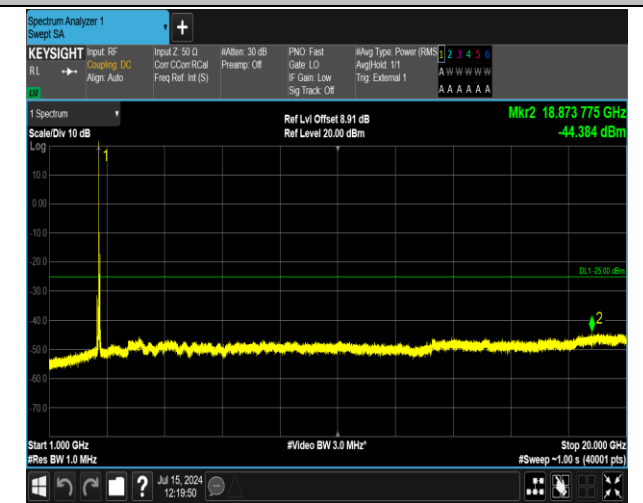 Spectrum Analyzer 1
Swept SA
+
KEYSIGHT
RL
Input: RF
Coupling: DC
Align: Auto
Input Z: 50 Ω
Corr CCorr RCal
Freq Ref: Int (S)
#Atten: 30 dB
Preamp: Off
PNO: Fast
Gate: LO
IF Gain: Low
Sig Track: Off
#Avg Type: Power (RMS
Avg|Hold: 1/1
Trig: External 1
1 2 3 4 5 6
A W W W W W
A A A A A A
1 Spectrum
Scale/Div 10 dB
Ref Lvl Offset 8.91 dB
Ref Level 20.00 dBm
Mkr2 18.873 775 GHz
-44.384 dBm
Log
1
10.0
0.00
-10.0
-20.0
DL1 -25.00 dBm
-30.0
-40.0
2
-50.0
-60.0
-70.0
Start 1.000 GHz
#Res BW 1.0 MHz
#Video BW 3.0 MHz*
Stop 20.000 GHz
#Sweep ~1.00 s (40001 pts)
?
Jul 15, 2024
12:19:50